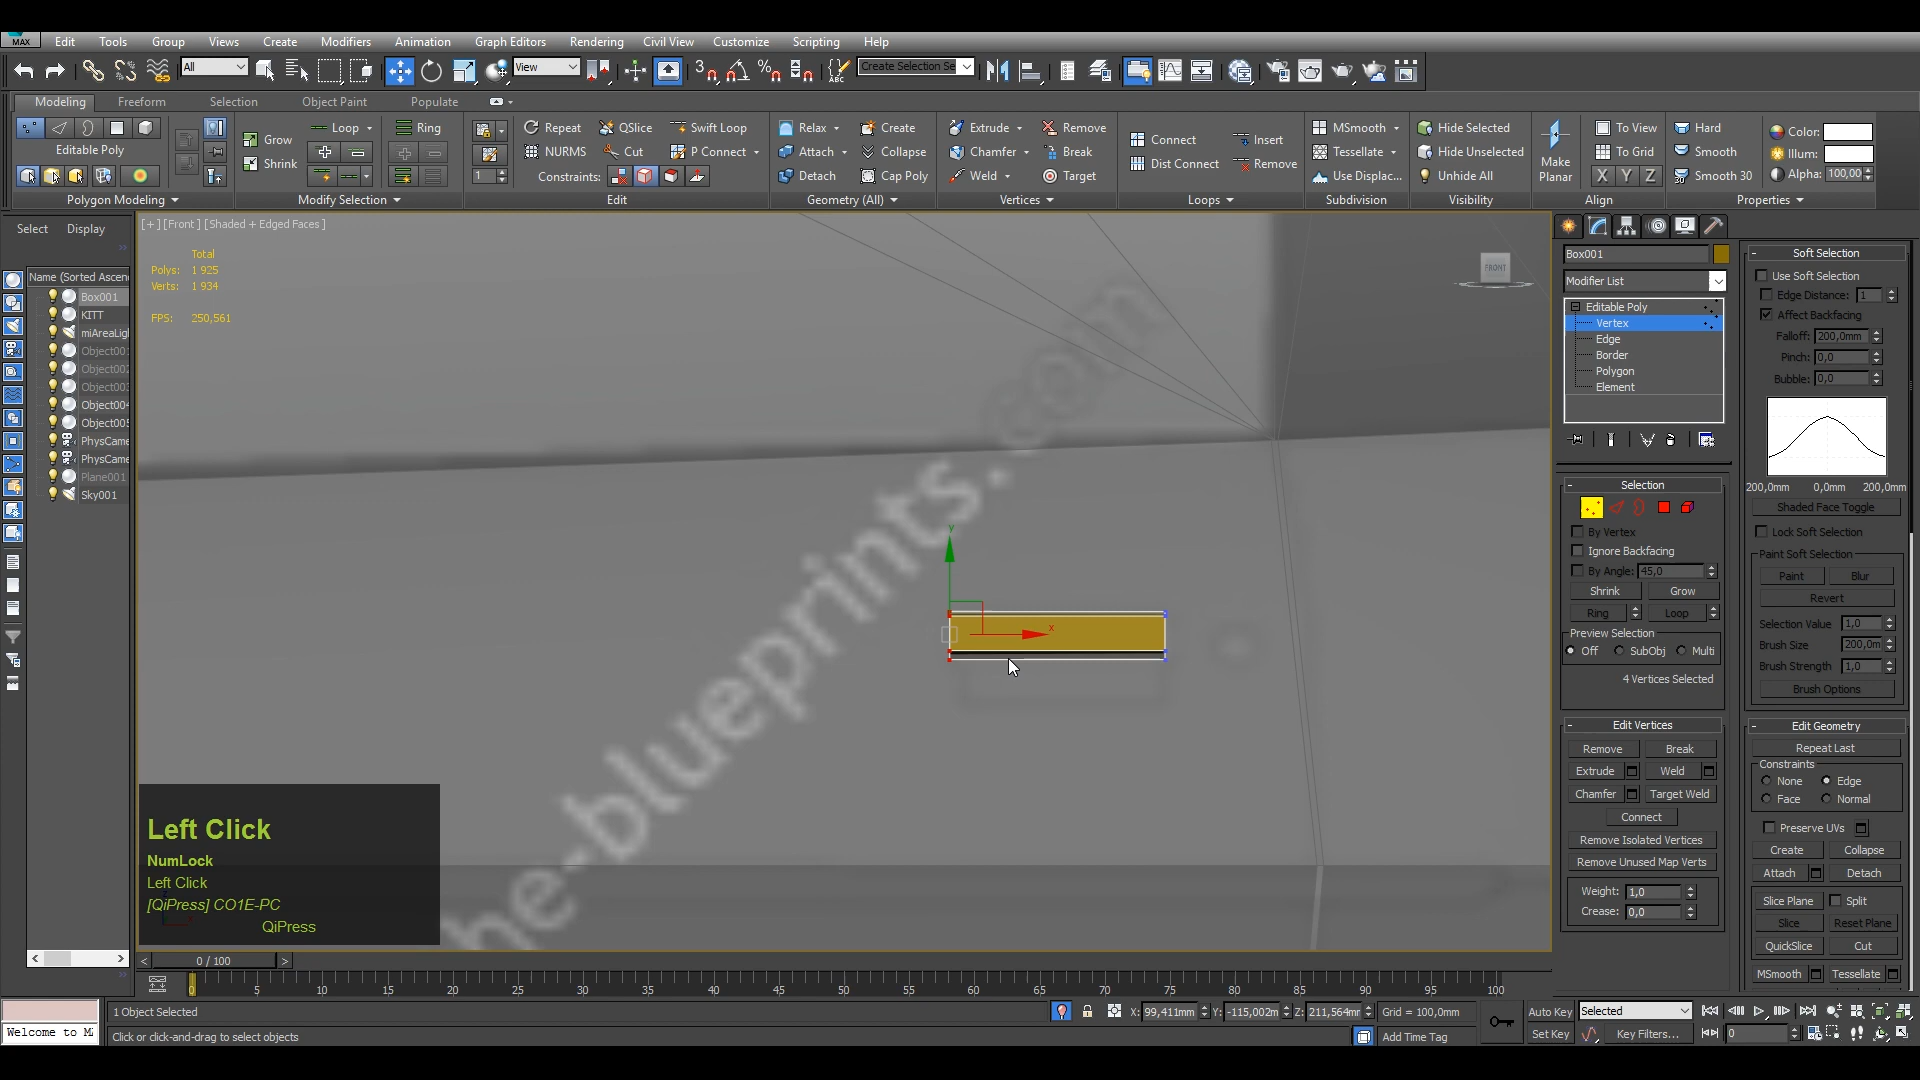 MAX Edit Tools Group Views Create Modifiers Animation Graph Editors Rendering Civil View Customize Scripting Help
All View Create Selection Se
Modeling Freeform Selection Object Paint Populate
Editable Poly
Grow Loop Ring
Shrink
Repeat QSlice Swift Loop
NURMS Cut P Connect
1 Constraints:
Relax Create
Attach Collapse
Detach Cap Poly
Extrude Remove
Chamfer Break
Weld Target
Connect Insert
Dist Connect Remove
MSmooth
Tessellate
Use Displac...
Hide Selected
Hide Unselected
Unhide All
Make Planar
To View
To Grid
X Y Z
Hard
Smooth
Smooth 30
Color:
Illum:
Alpha: 100,00
Polygon Modeling Modify Selection Edit Geometry (All) Vertices Loops Subdivision Visibility Align Properties
Select Display
Name (Sorted Ascen
Box001
KITT
miAreaLigh
Object001
Object002
Object003
Object004
Object005
PhysCame
PhysCame
Plane001
Sky001
[+] [Front ] [Shaded + Edged Faces ]
Total
Polys: 1 925
Verts: 1 934
FPS: 250,561
FRONT
he-blueprints.com
y
x
Left Click
NumLock
Left Click
[QiPress] CO1E-PC
QiPress
Box001
Modifier List
Editable Poly
Vertex
Edge
Border
Polygon
Element
Selection
By Vertex
Ignore Backfacing
By Angle: 45,0
Shrink Grow
Ring Loop
Preview Selection
Off SubObj Multi
4 Vertices Selected
Edit Vertices
Remove Break
Extrude Weld
Chamfer Target Weld
Connect
Remove Isolated Vertices
Remove Unused Map Verts
Weight: 1,0
Crease: 0,0
Soft Selection
Use Soft Selection
Edge Distance: 1
Affect Backfacing
Falloff: 200,0mm
Pinch: 0,0
Bubble: 0,0
200,0mm 0,0mm 200,0mm
Shaded Face Toggle
Lock Soft Selection
Paint Soft Selection
Paint Blur
Revert
Selection Value 1,0
Brush Size 200,0m
Brush Strength 1,0
Brush Options
Edit Geometry
Repeat Last
Constraints
None Edge
Face Normal
Preserve UVs
Create Collapse
Attach Detach
Slice Plane Split
Slice Reset Plane
QuickSlice Cut
MSmooth Tessellate
< 0 / 100 >
0 5 10 15 20 25 30 35 40 45 50 55 60 65 70 75 80 85 90 95 100
1 Object Selected X: 99,411mm Y: -115,002m Z: 211,564mm Grid = 100,0mm Auto Key Selected
Welcome to M Click or click-and-drag to select objects Add Time Tag Set Key Key Filters... 0